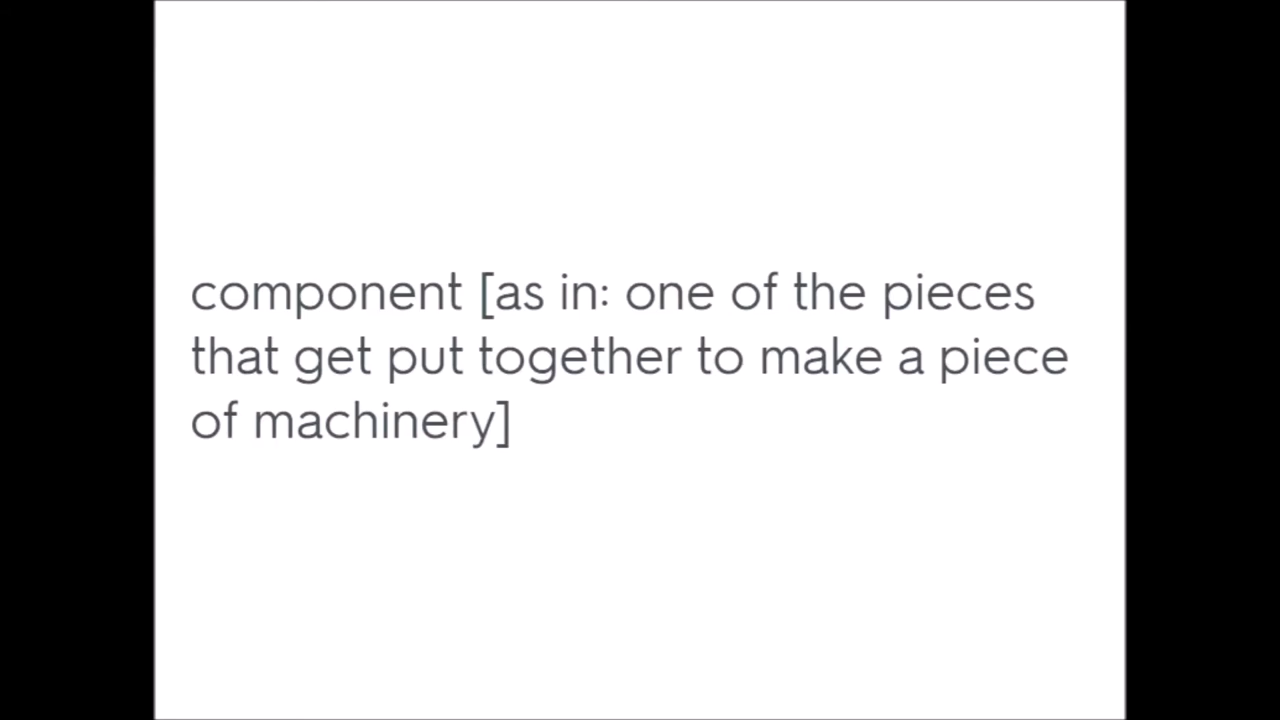 component [as in: one of the pieces
that get put together to make a piece
of machinery]